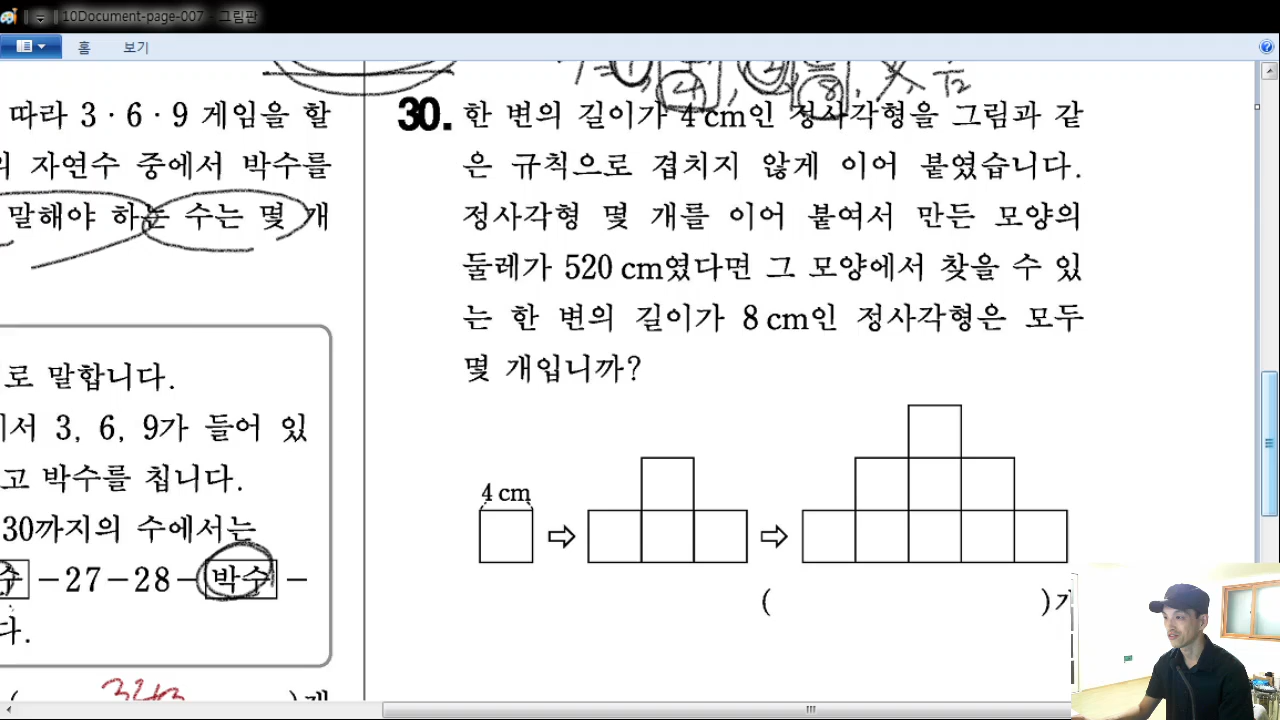 10Document-page-007 - 그림판
홈
보기
따라 3·6·9 게임을 할
자연수 중에서 박수를
말해야 하는 수는 몇 개
로 말합니다.
서 3, 6, 9가 들어 있
고 박수를 칩니다.
30까지의 수에서는
-27-28-박수-
다.
343
)개
4
8
12
30. 한 변의 길이가 4 cm인 정사각형을 그림과 같
은 규칙으로 겹치지 않게 이어 붙였습니다.
정사각형 몇 개를 이어 붙여서 만든 모양의
둘레가 520 cm였다면 그 모양에서 찾을 수 있
는 한 변의 길이가 8 cm인 정사각형은 모두
몇 개입니까?
4 cm
⇨ ⇨
( )